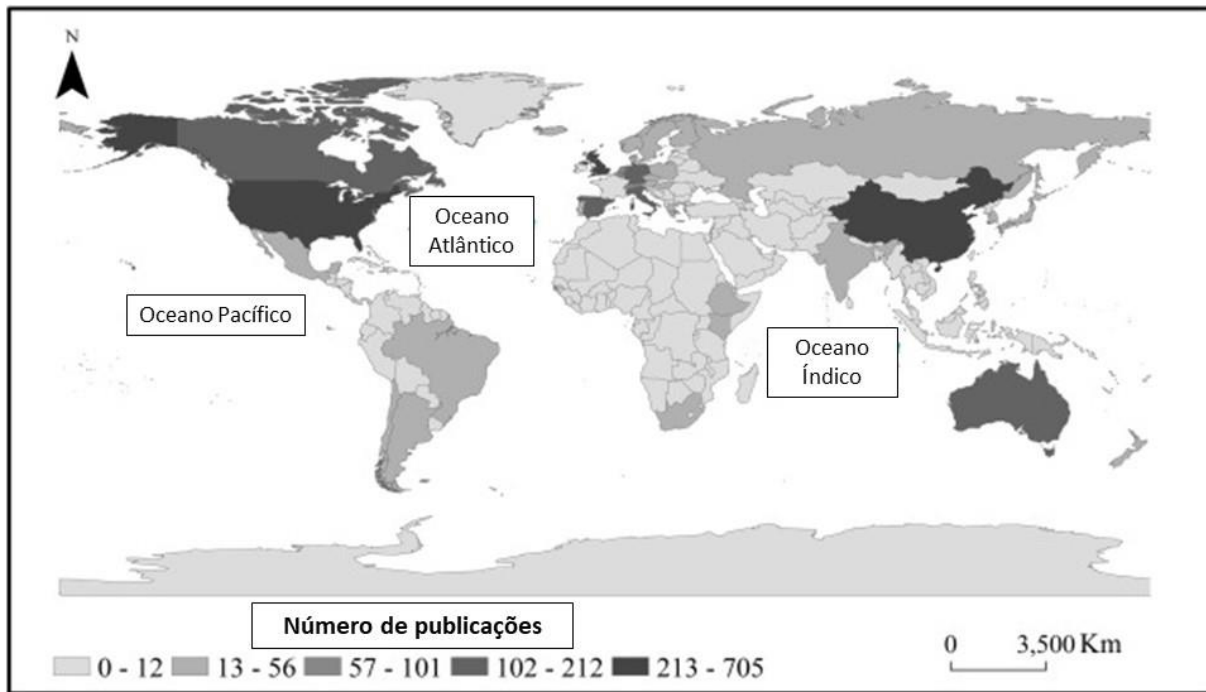 N
Oceano
Atlântico
Oceano Pacífico
Oceano
Índico
Número de publicações
0 - 12 13 - 56 57 - 101 102 - 212 213 - 705
0 3,500 Km